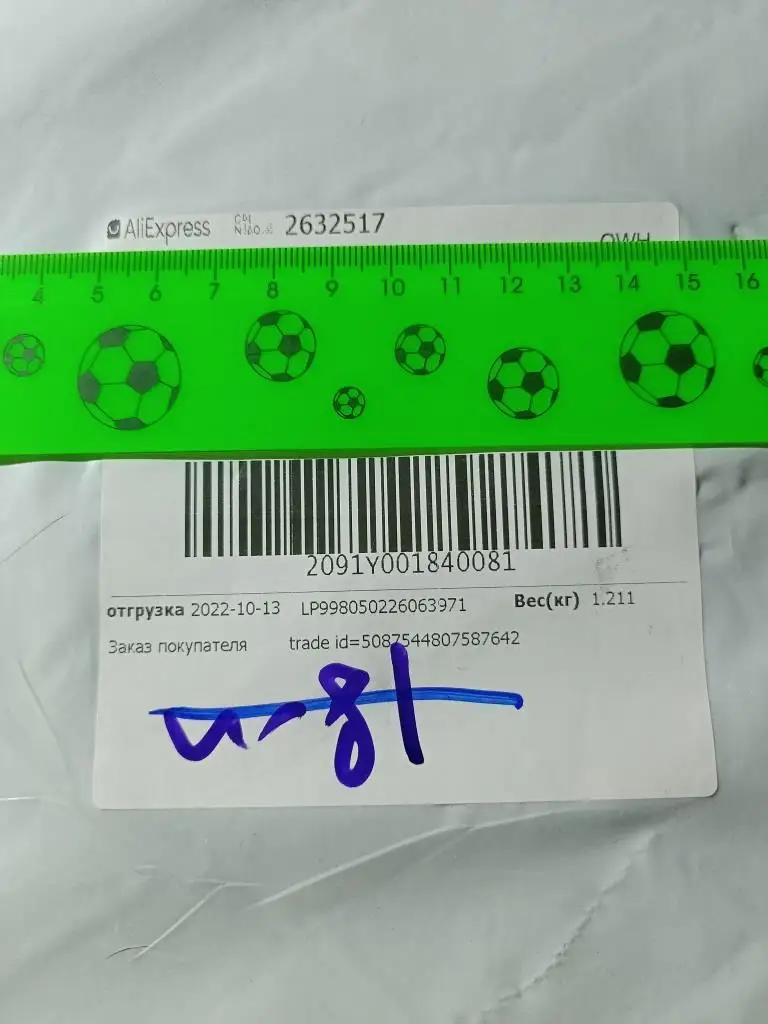 AliExpress 2632517
4 5 6 7 8 9 10 11 12 13 14 15 16
2091Y001840081
отгрузка 2022-10-13 LP998050226063971 Вес(кг) 1.211
Заказ покупателя trade id=5087544807587642
и-81